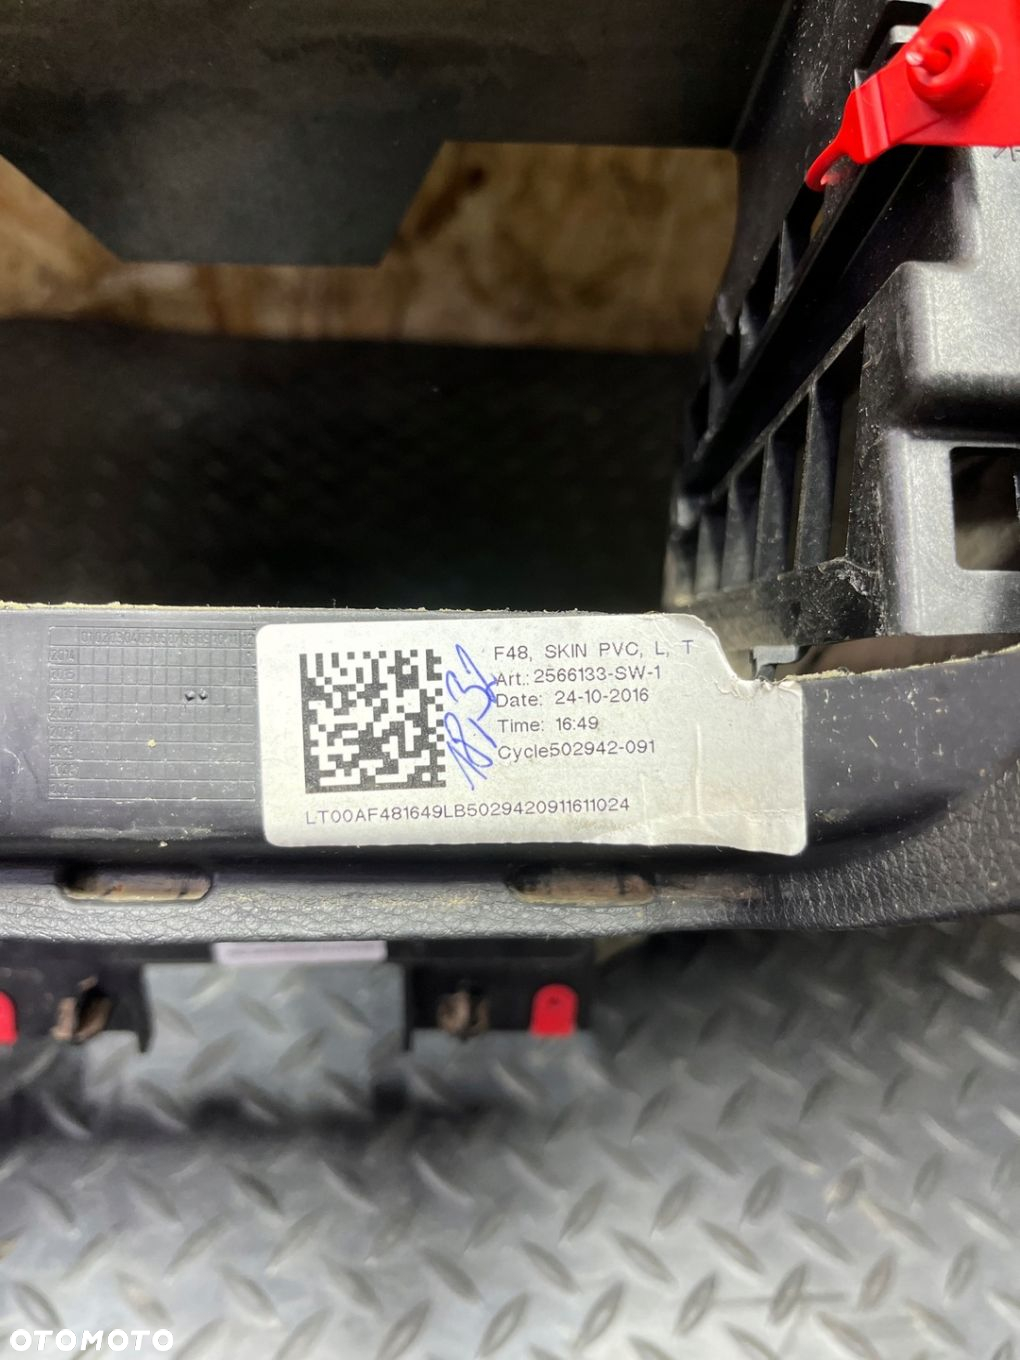 F48, SKIN PVC, L, T
Art.: 2566133-SW-1
Date: 24-10-2016
Time: 16:49
Cycle502942-091
LT00AF481649LB5029420911611024
OTOMOTO